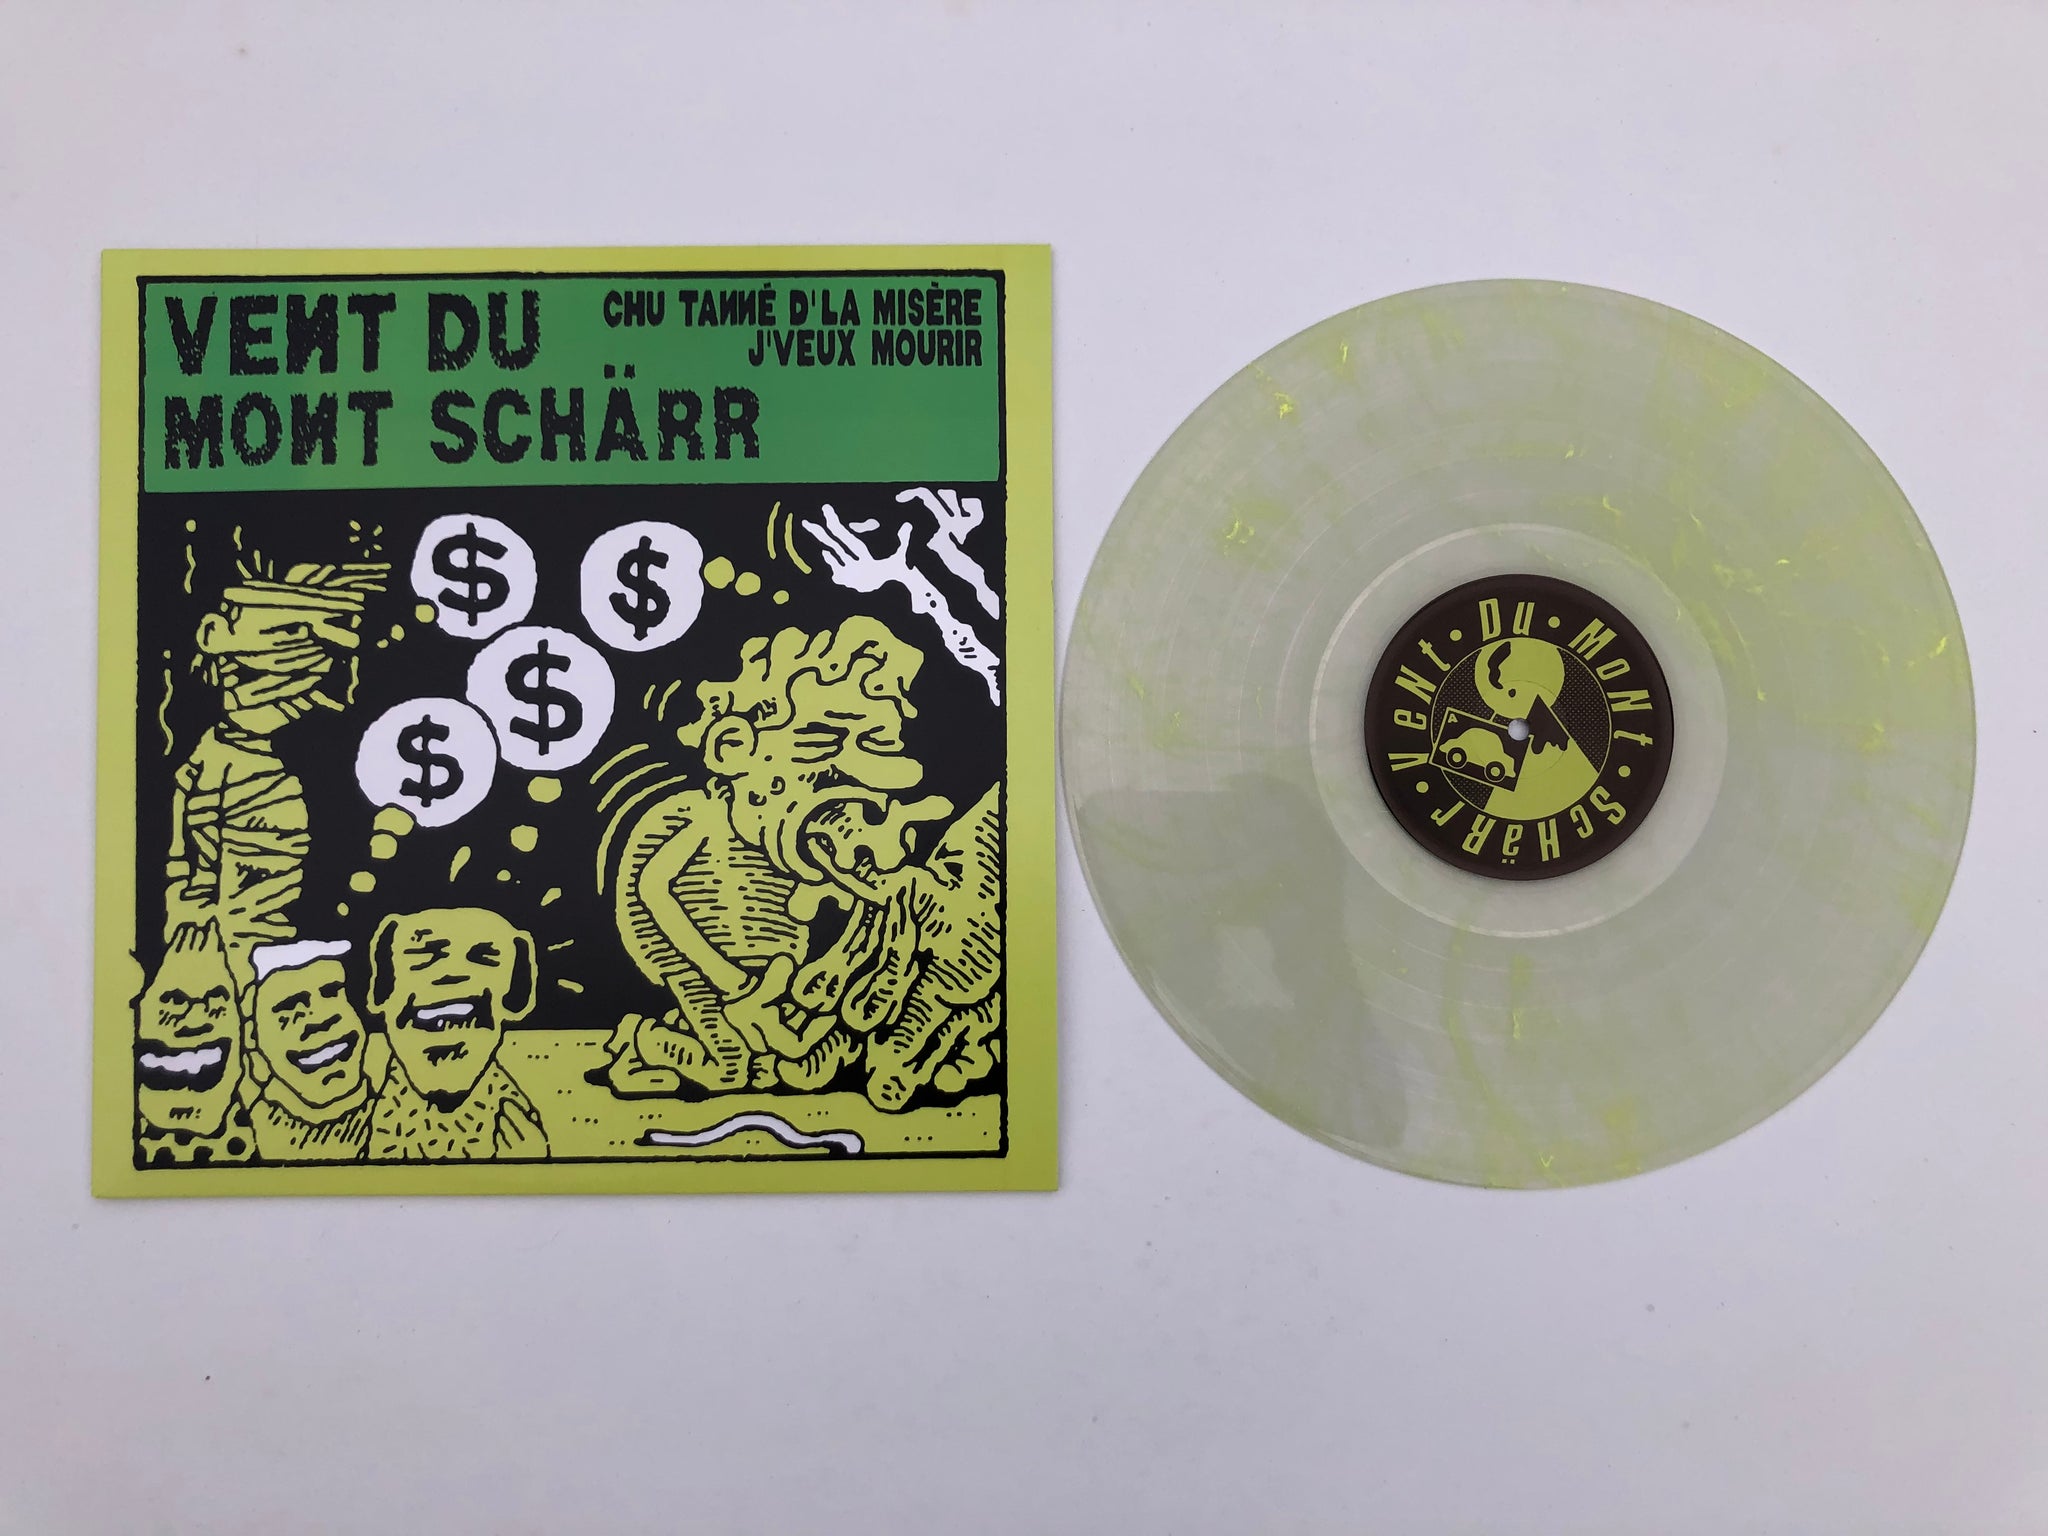 VENT DU
MONT SCHÄRR
CHU TANNÉ D'LA MISÈRE
J'VEUX MOURIR
$
$
$
$
VeNt • Du • MoNt • ScHäRr •
A